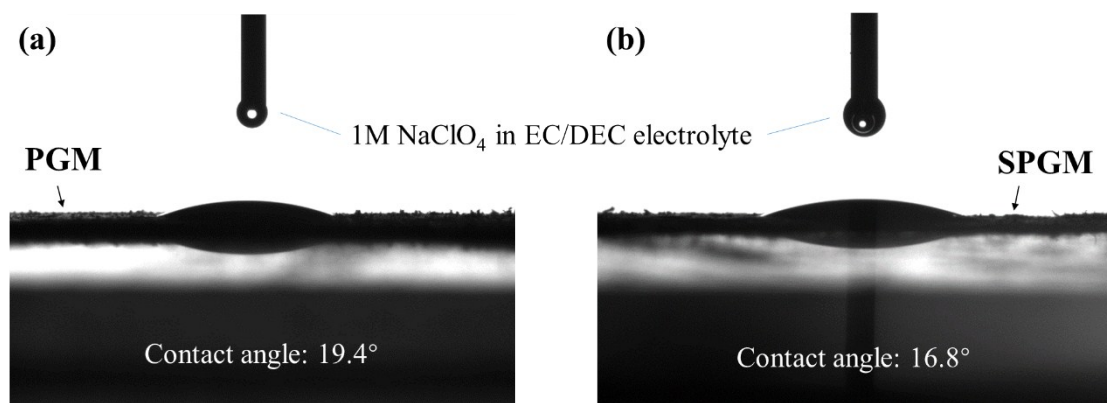 (a)
(b)
1M NaClO₄ in EC/DEC electrolyte
PGM
SPGM
Contact angle: 19.4°
Contact angle: 16.8°